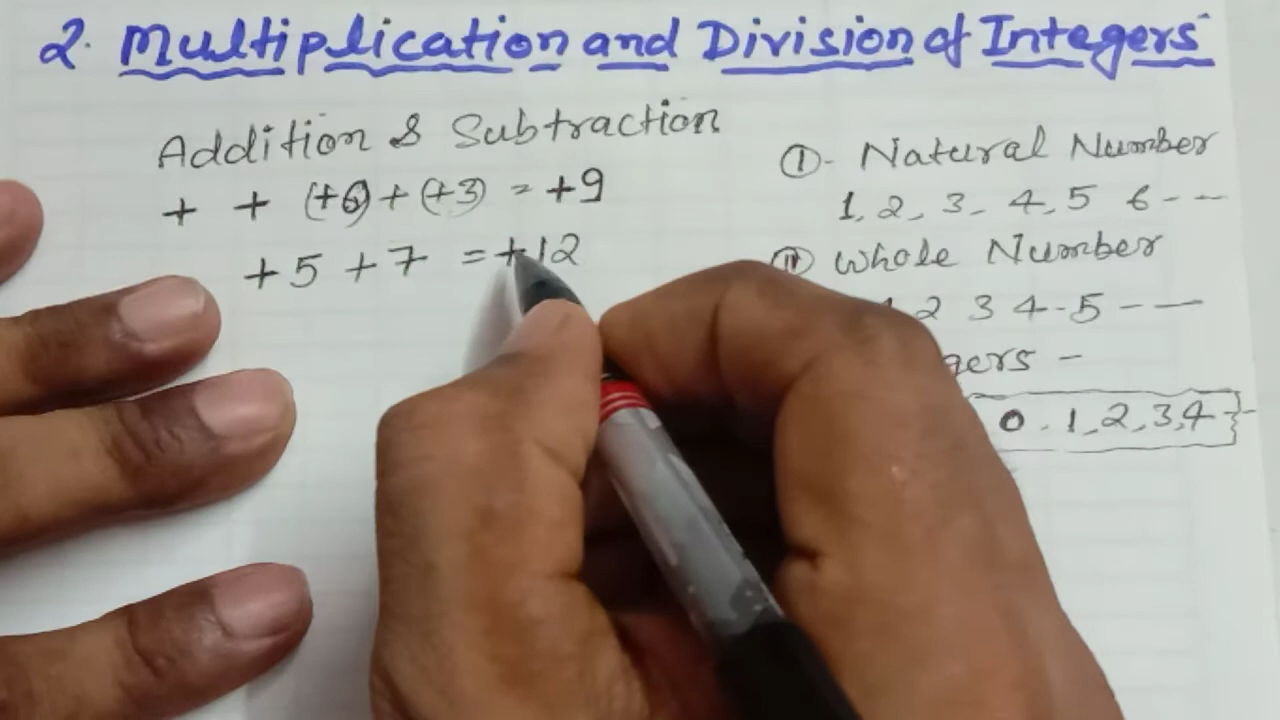 2. Multiplication and Division of Integers
Addition & Subtraction
+ + (+6) + (+3) = +9
+5 +7 = +12
I - Natural Number
1, 2, 3, 4, 5 6 - - -
II Whole Number
2 3 4 - 5 - - -
gers -
0 . 1, 2, 3, 4 } -